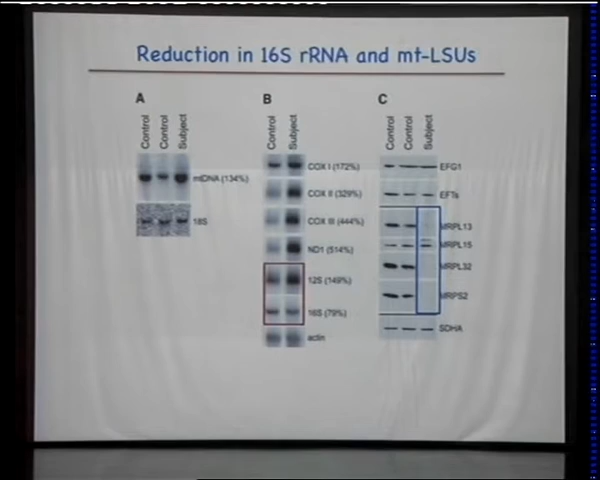 Reduction in 16S rRNA and mt-LSUs
A
Control
Control
Subject
mtDNA (134%)
18S
B
Control
Subject
COX I (172%)
COX II (329%)
COX III (444%)
ND1 (514%)
12S (149%)
16S (79%)
actin
C
Control
Control
Subject
EFG1
EFTs
MRPL13
MRPL15
MRPL32
MRPS2
SDHA